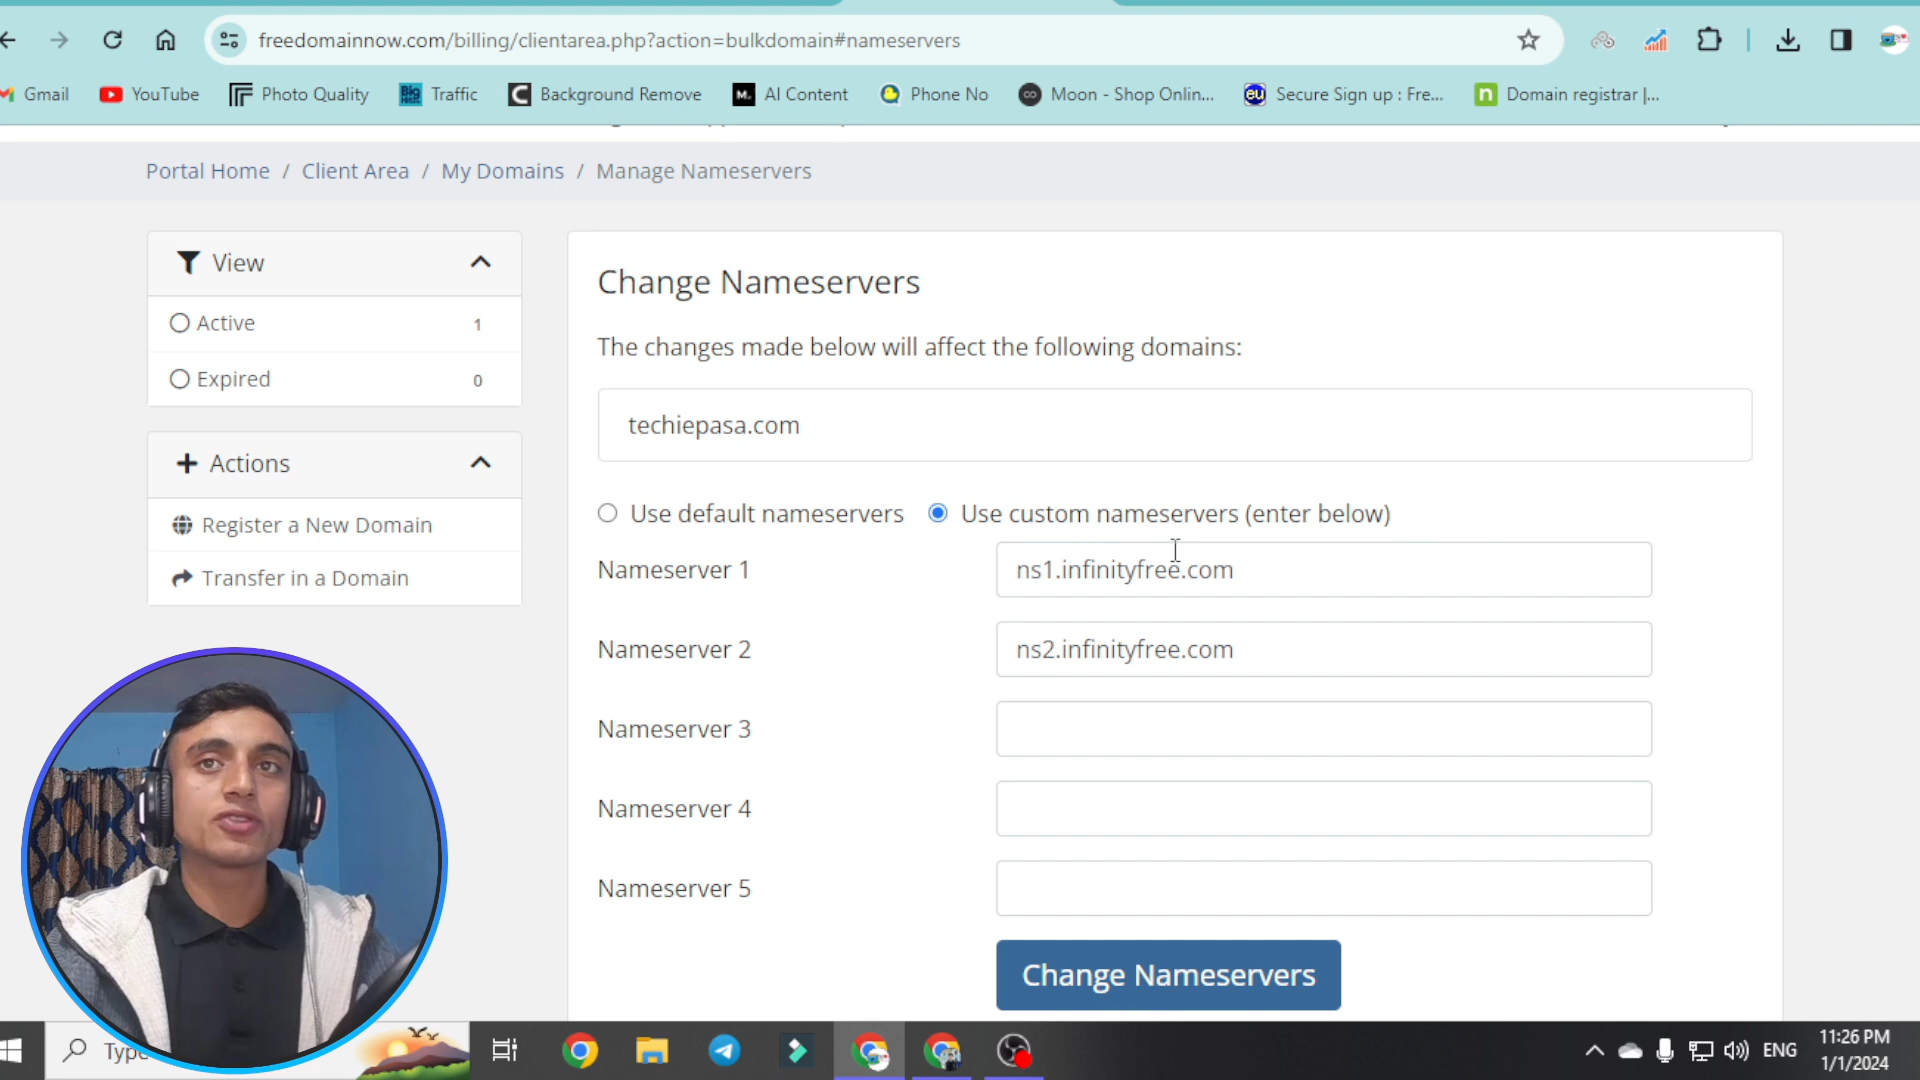 freedomainnow.com/billing/clientarea.php?action=bulkdomain#nameservers
Gmail YouTube Photo Quality Traffic Background Remove AI Content Phone No Moon - Shop Onlin... Secure Sign up : Fre... Domain registrar |...
Portal Home / Client Area / My Domains / Manage Nameservers
View
Active 1
Expired 0
Actions
Register a New Domain
Transfer in a Domain
Change Nameservers
The changes made below will affect the following domains:
techiepasa.com
Use default nameservers Use custom nameservers (enter below)
Nameserver 1 ns1.infinityfree.com
Nameserver 2 ns2.infinityfree.com
Nameserver 3
Nameserver 4
Nameserver 5
Change Nameservers
Type
ENG
11:26 PM
1/1/2024